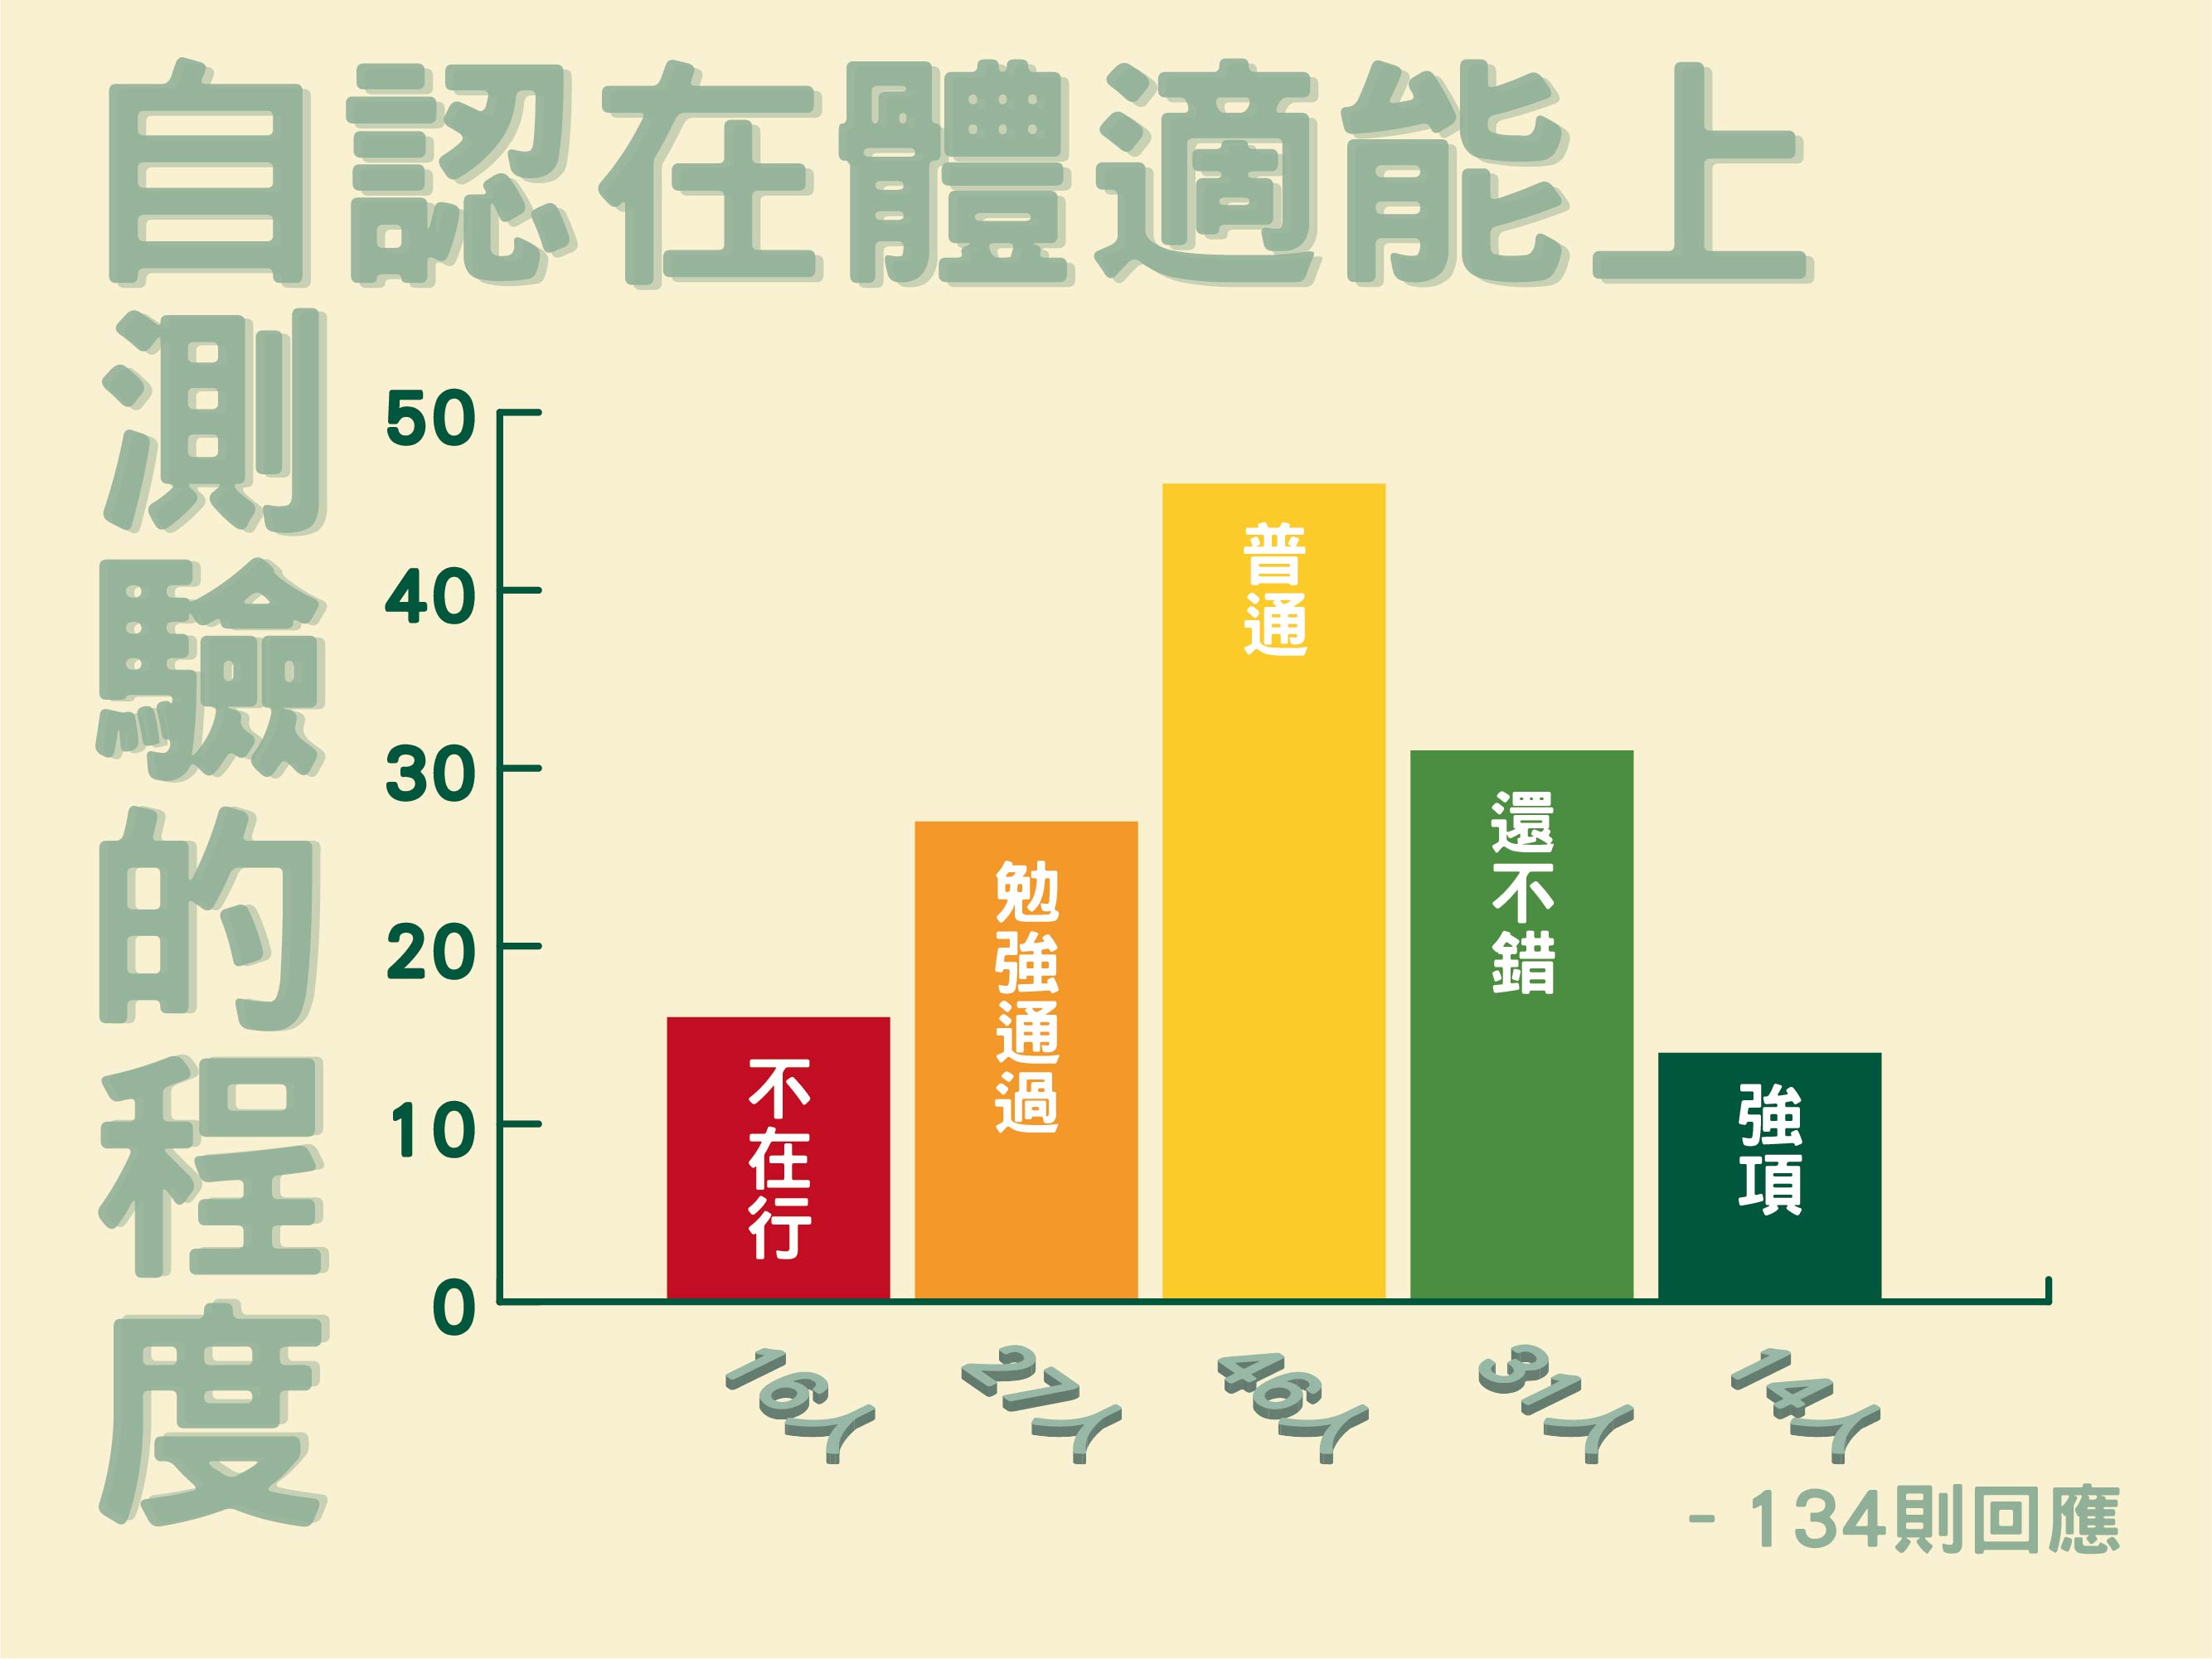 自認在體適能上
測驗的程度
50
40
30
20
10
0
不在行
勉強通過
普通
還不錯
強項
16人
27人
46人
31人
14人
- 134則回應